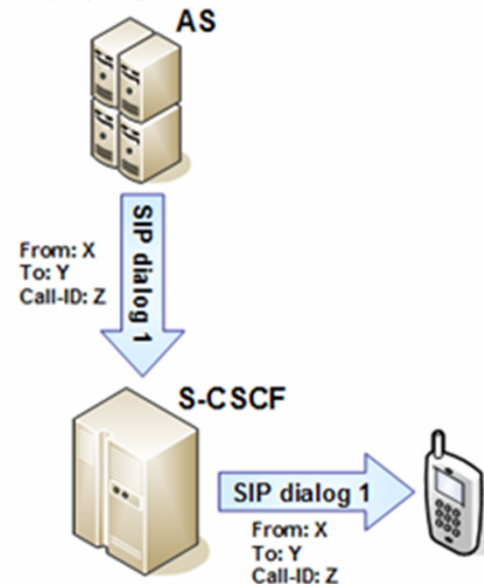 AS
SIP dialog 1
From: X
To: Y
Call-ID: Z
S-CSCF
SIP dialog 1
From: X
To: Y
Call-ID: Z